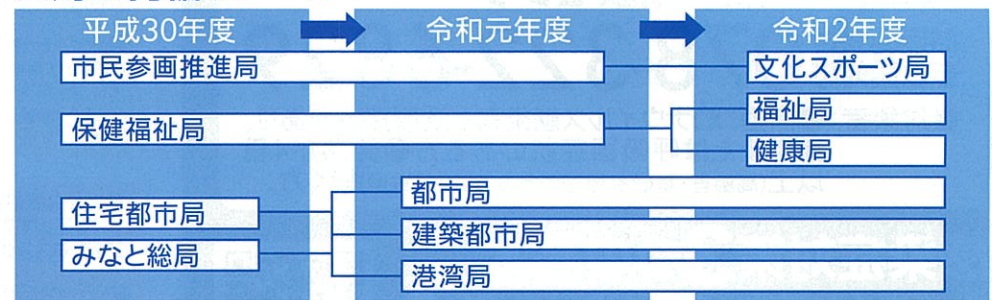 平成30年度
令和元年度
令和2年度
市民参画推進局
文化スポーツ局
保健福祉局
福祉局
健康局
住宅都市局
みなと総局
都市局
建築都市局
港湾局